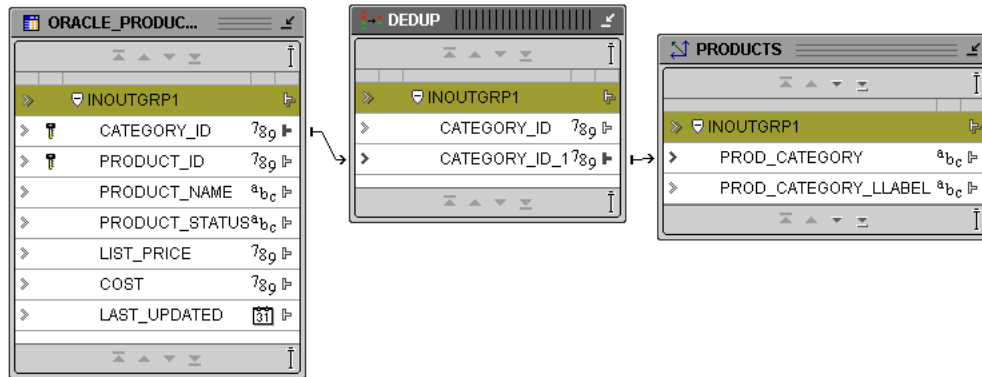 ORACLE_PRODUC...
INOUTGRP1
CATEGORY_ID 789
PRODUCT_ID 789
PRODUCT_NAME abc
PRODUCT_STATUS abc
LIST_PRICE 789
COST 789
LAST_UPDATED 31
DEDUP
INOUTGRP1
CATEGORY_ID 789
CATEGORY_ID_1 789
PRODUCTS
INOUTGRP1
PROD_CATEGORY abc
PROD_CATEGORY_LLABEL abc